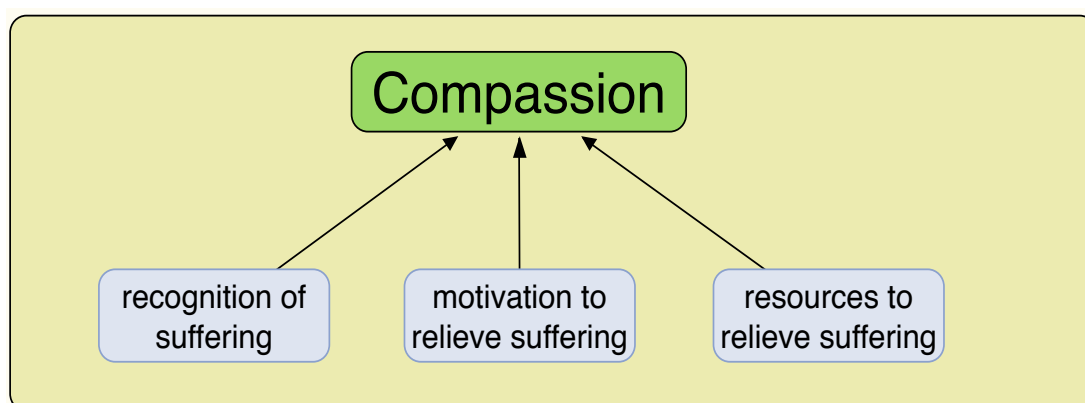 Compassion
recognition of
suffering
motivation to
relieve suffering
resources to
relieve suffering